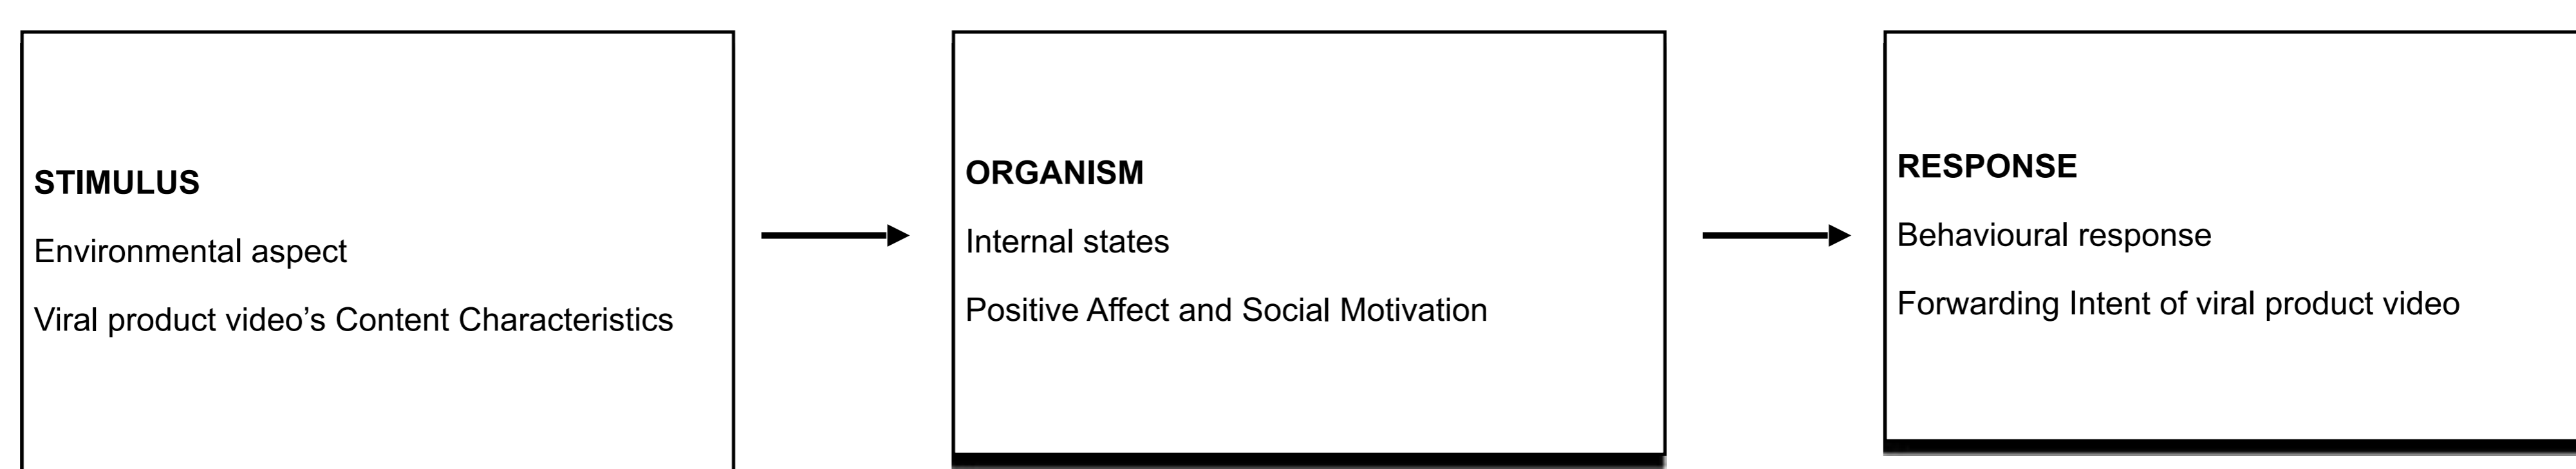 STIMULUS
Environmental aspect
Viral product video’s Content Characteristics
ORGANISM
Internal states
Positive Affect and Social Motivation
RESPONSE
Behavioural response
Forwarding Intent of viral product video